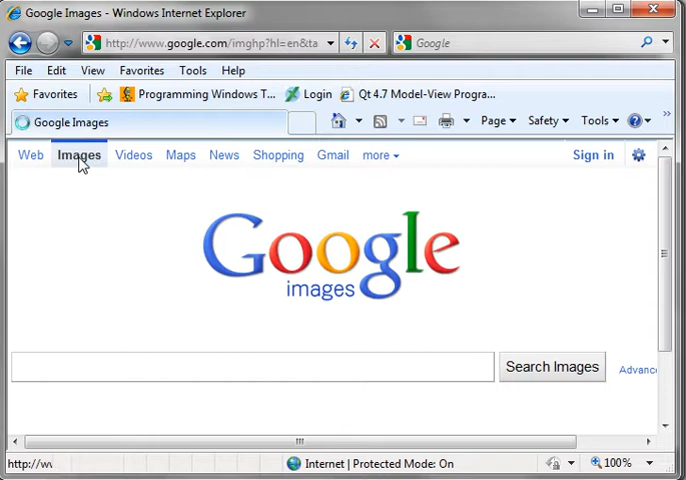 Google Images - Windows Internet Explorer
http://www.google.com/imghp?hl=en&ta
Google
File Edit View Favorites Tools Help
Favorites Programming Windows T... Login Qt 4.7 Model-View Progra...
Google Images Page Safety Tools »
Web Images Videos Maps News Shopping Gmail more Sign in
Google
images
Search Images Advanc
http://w
Internet | Protected Mode: On 100%